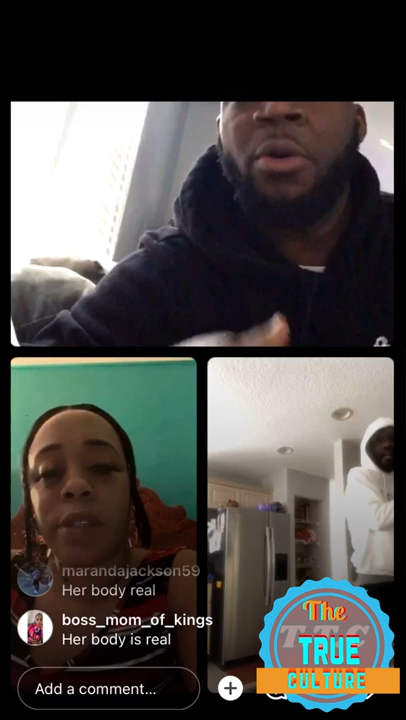 marandajackson59
Her body real
boss_mom_of_kings
Her body is real
Add a comment...
The
TRUE
CULTURE